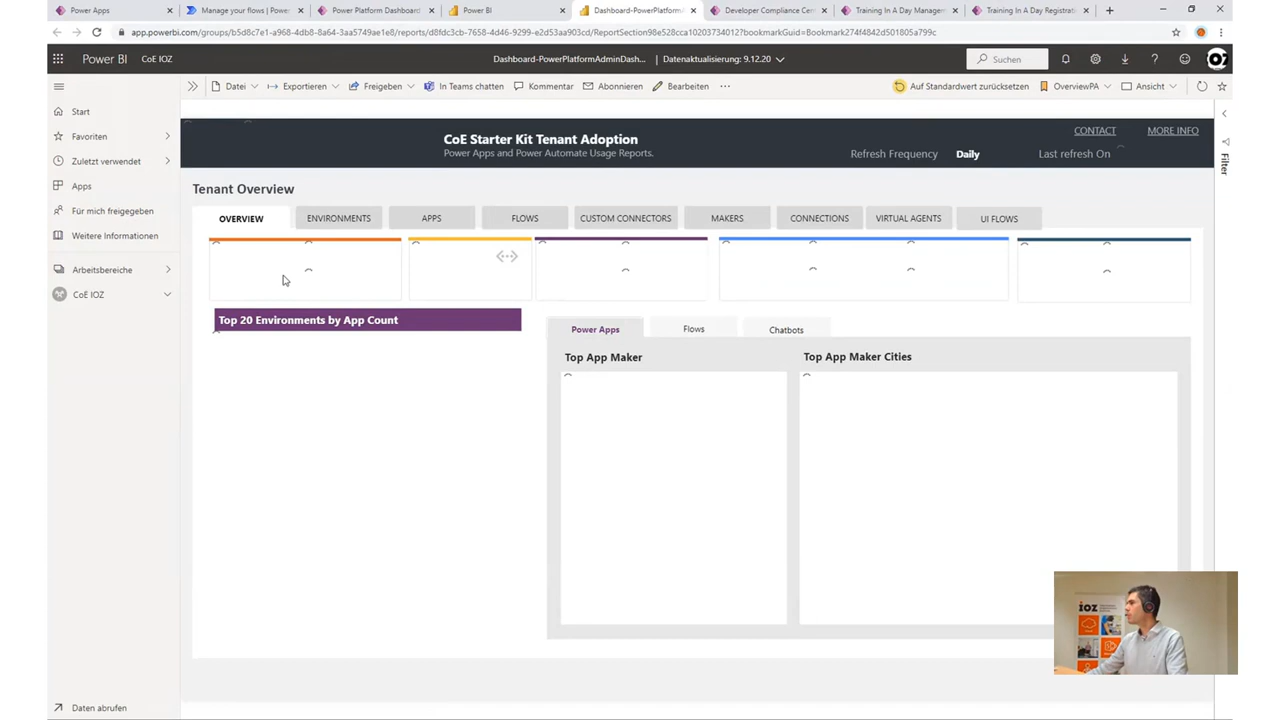 Power Apps
Manage your flows | Power
Power Platform Dashboard
Power BI
Dashboard-PowerPlatform
Developer Compliance Cen
Training In A Day Managem
Training In A Day Registrat
app.powerbi.com/groups/b5d8c7e1-a968-4db8-8a64-3aa5749ae1e8/reports/d8fdc3cb-7658-4d46-9299-ef3522aa903cd/ReportSection98e528cca10203734012?bookmarkGuid=Bookmark274f4842d501805a799c
Power BI CoE IOZ
Dashboard-PowerPlatformAdminDash... | Datenaktualisierung: 9.12.20
Suchen
Datei
Exportieren
Freigeben
In Teams chatten
Kommentar
Abonnieren
Bearbeiten
Auf Standardwert zurücksetzen
OverviewPA
Ansicht
Start
Favoriten
Zuletzt verwendet
Apps
Für mich freigegeben
Weitere Informationen
Arbeitsbereiche
CoE IOZ
Daten abrufen
CoE Starter Kit Tenant Adoption
Power Apps and Power Automate Usage Reports.
CONTACT
MORE INFO
Refresh Frequency Daily
Last refresh On
Filter
Tenant Overview
OVERVIEW
ENVIRONMENTS
APPS
FLOWS
CUSTOM CONNECTORS
MAKERS
CONNECTIONS
VIRTUAL AGENTS
UI FLOWS
Top 20 Environments by App Count
Power Apps
Flows
Chatbots
Top App Maker
Top App Maker Cities
ioz